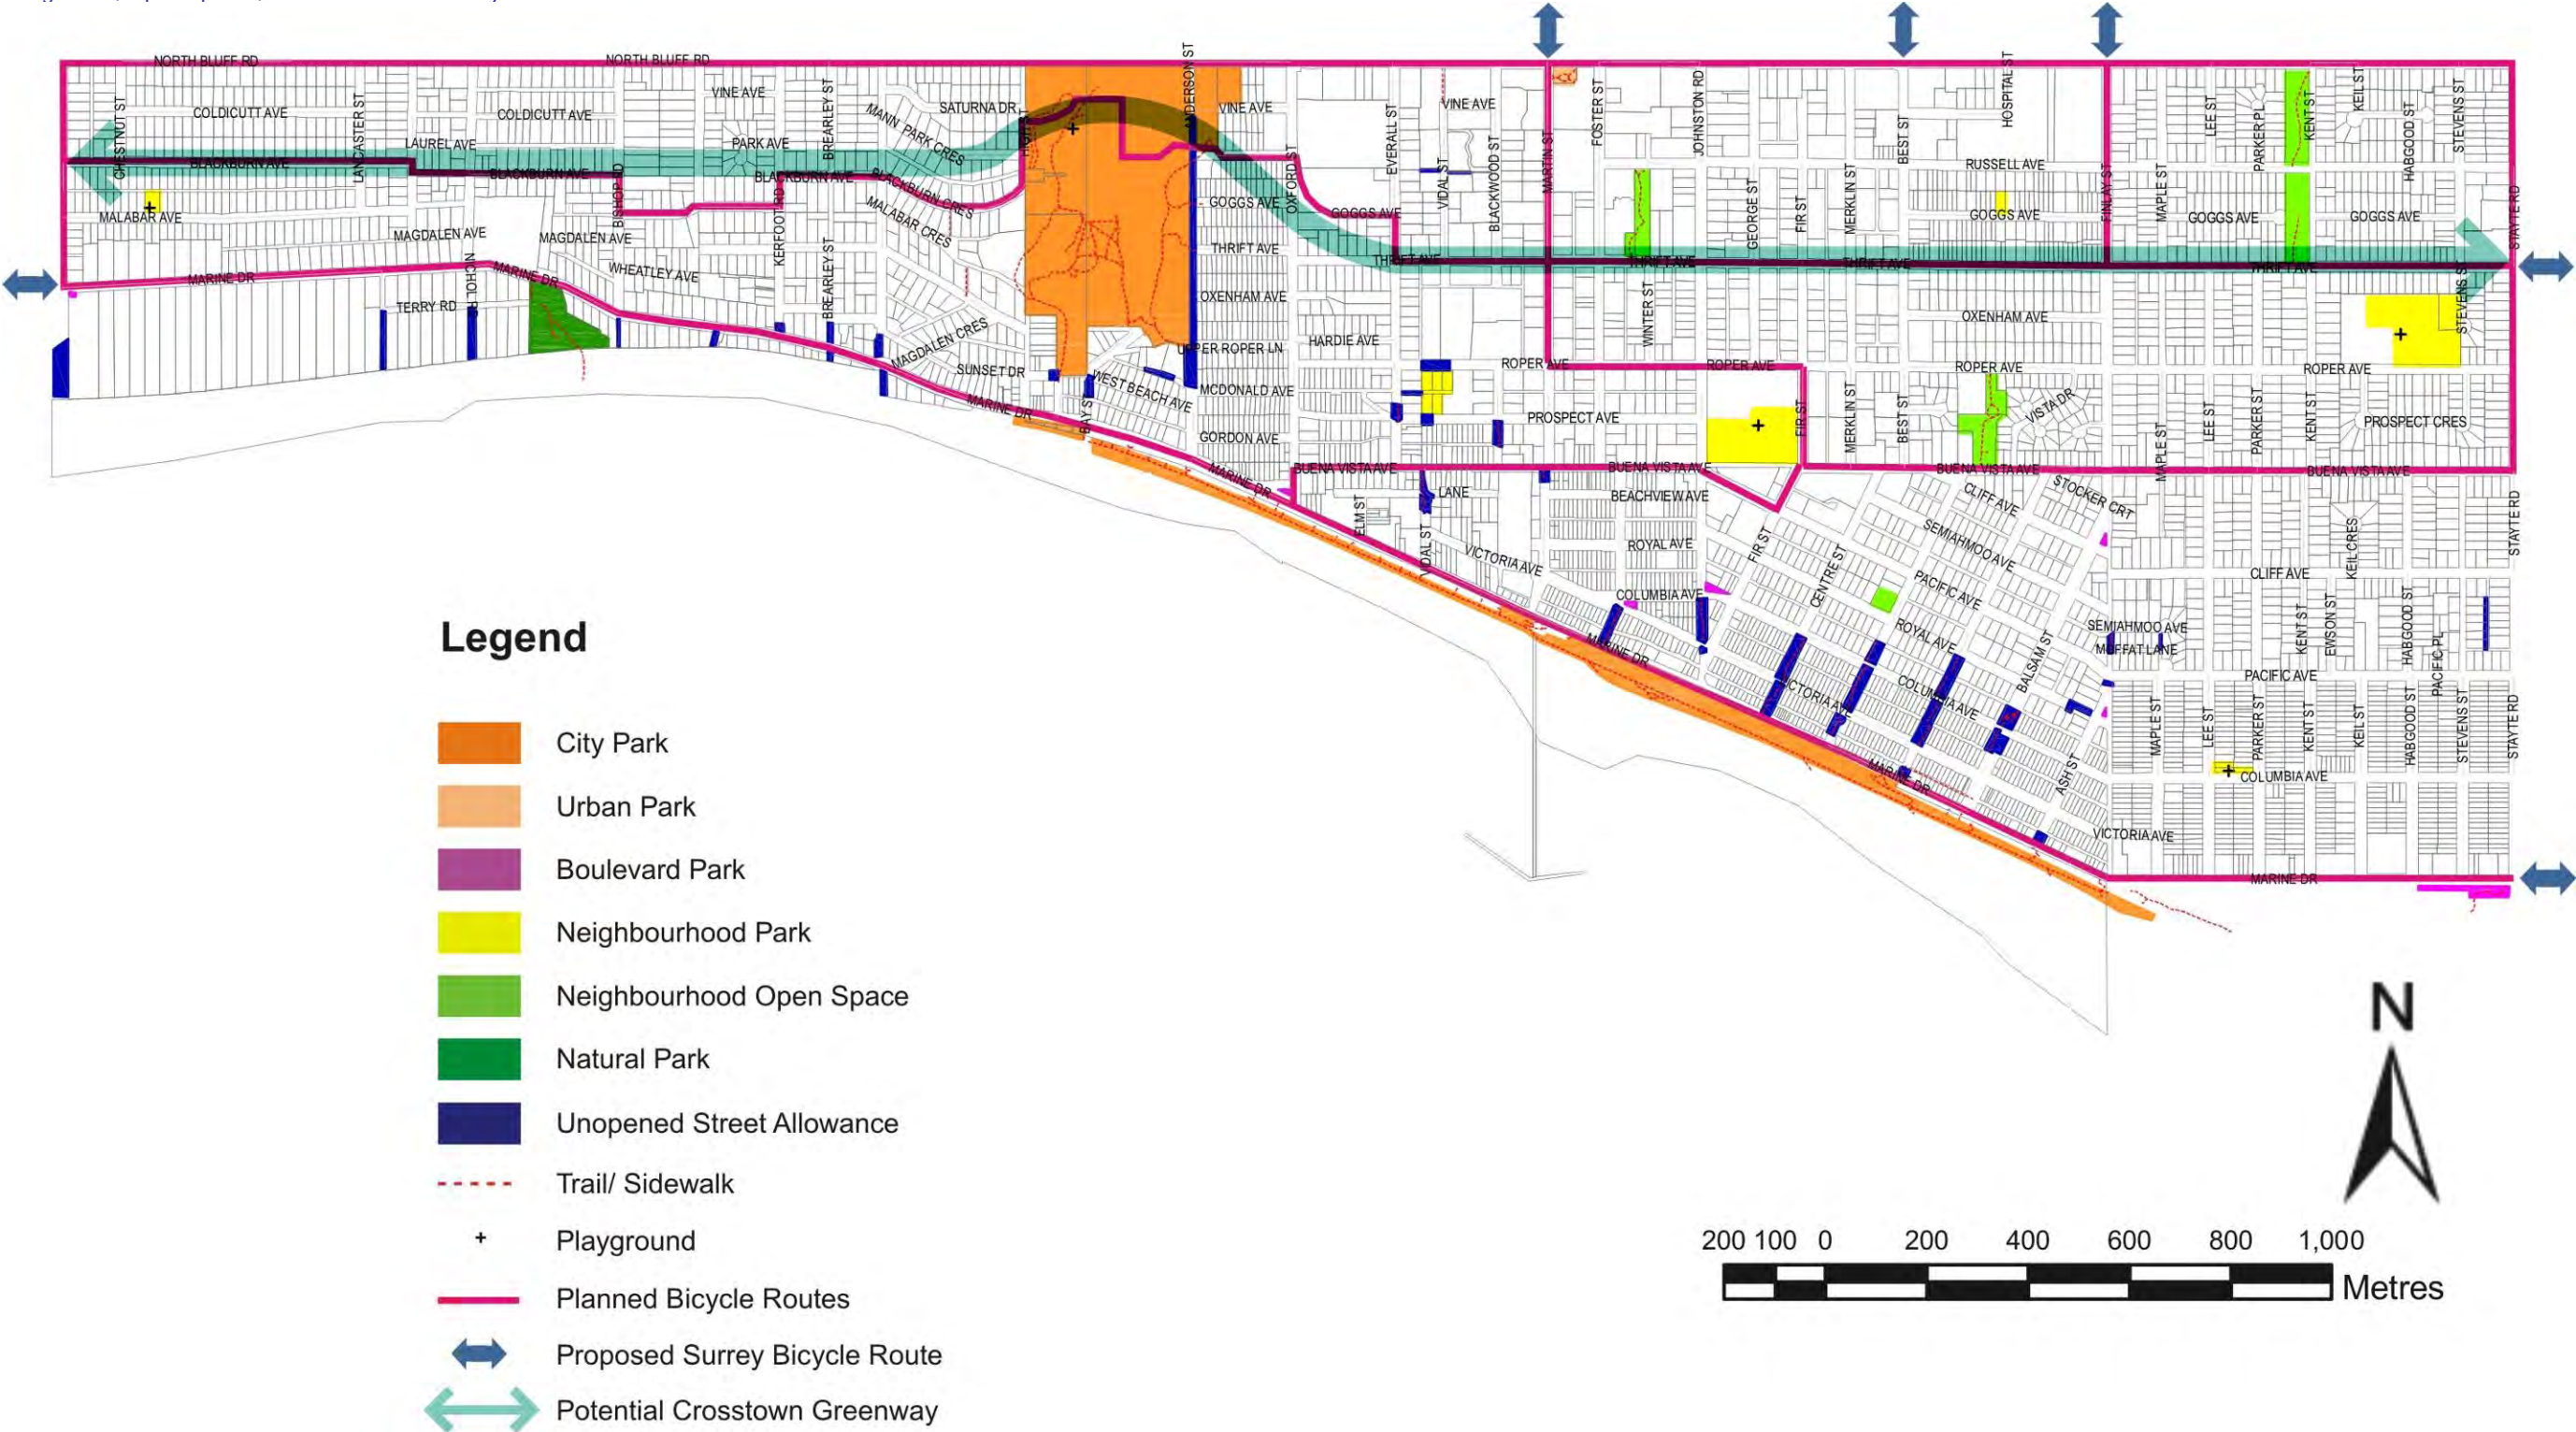 NORTH BLUFF RD
NORTH BLUFF RD
ANDERSON ST
HOSPITAL ST
CHESTNUT ST
COLDICUTT AVE
LANCASTER ST
COLDICUTT AVE
VINE AVE
BREARLEY ST
MANN PARK CRES
SATURNA DR
HIGH ST
VINE AVE
EVERALL ST
VINE AVE
FOSTER ST
JOHNSTON RD
BEST ST
LEE ST
PARKER PL
KENT ST
KEIL ST
HABGOOD ST
STEVENS ST
LAUREL AVE
PARK AVE
BLACKBURN AVE
BLACKBURN AVE
BLACKBURN AVE
BLACKBURN CRES
OXFORD ST
VIDAL ST
BLACKWOOD ST
MARTIN ST
RUSSELL AVE
FINLAY ST
MAPLE ST
STAYTE RD
MALABAR AVE
BISHOP RD
KERFOOT RD
MALABAR CRES
GOGGS AVE
GOGGS AVE
GEORGE ST
FIR ST
MERKLIN ST
GOGGS AVE
GOGGS AVE
GOGGS AVE
MAGDALEN AVE
MAGDALEN AVE
THRIFT AVE
THRIFT AVE
THRIFT AVE
THRIFT AVE
THRIFT AVE
MARINE DR
NICHOL RD
MARINE DR
WHEATLEY AVE
BREARLEY ST
TERRY RD
OXENHAM AVE
WINTER ST
OXENHAM AVE
STEVENS ST
MAGDALEN CRES
UPPER ROPER LN
HARDIE AVE
SUNSET DR
WEST BEACH AVE
MCDONALD AVE
ROPER AVE
ROPER AVE
ROPER AVE
ROPER AVE
MARINE DR
BAY ST
GORDON AVE
PROSPECT AVE
FIR ST
MERKLIN ST
BEST ST
VISTA DR
MAPLE ST
LEE ST
PARKER ST
KENT ST
PROSPECT CRES
MARINE DR
BUENA VISTA AVE
BUENA VISTA AVE
BUENA VISTA AVE
BUENA VISTA AVE
LANE
ELM ST
VIDAL ST
BEACHVIEW AVE
CLIFF AVE
STOCKER CRT
VICTORIA AVE
ROYAL AVE
FIR ST
CENTRE ST
SEMIAHMOO AVE
PACIFIC AVE
KEIL CRES
STAYTE RD
CLIFF AVE
COLUMBIA AVE
ROYAL AVE
SEMIAHMOO AVE
MUFFAT LANE
KENT ST
EWSON ST
HABGOOD ST
PACIFIC PL
MARINE DR
VICTORIA AVE
COLUMBIA AVE
BALSAM ST
PACIFIC AVE
MAPLE ST
LEE ST
PARKER ST
KENT ST
KEIL ST
HABGOOD ST
STEVENS ST
STAYTE RD
MARINE DR
ASH ST
COLUMBIA AVE
VICTORIA AVE
MARINE DR
Legend
City Park
Urban Park
Boulevard Park
Neighbourhood Park
Neighbourhood Open Space
Natural Park
Unopened Street Allowance
Trail/ Sidewalk
Playground
Planned Bicycle Routes
Proposed Surrey Bicycle Route
Potential Crosstown Greenway
N
200 100 0 200 400 600 800 1,000
Metres